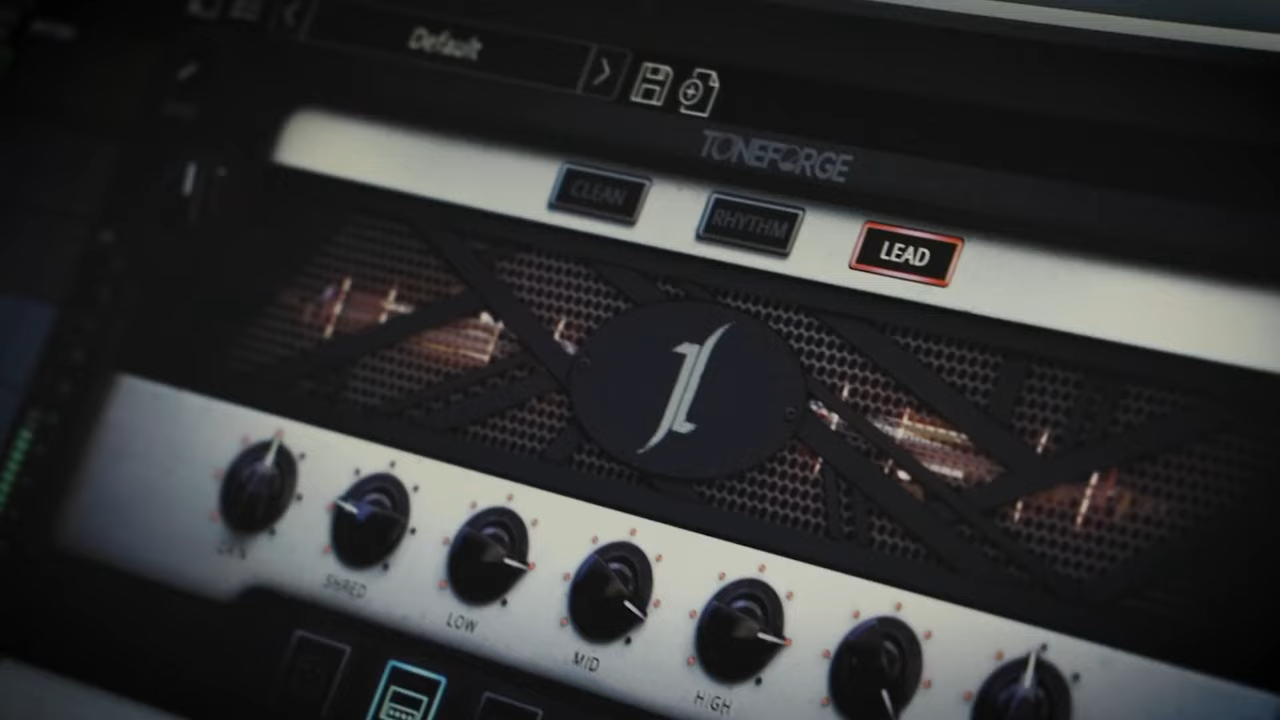 Default
TONEFORGE
CLEAN
RHYTHM
LEAD
SHRED
LOW
MID
HIGH